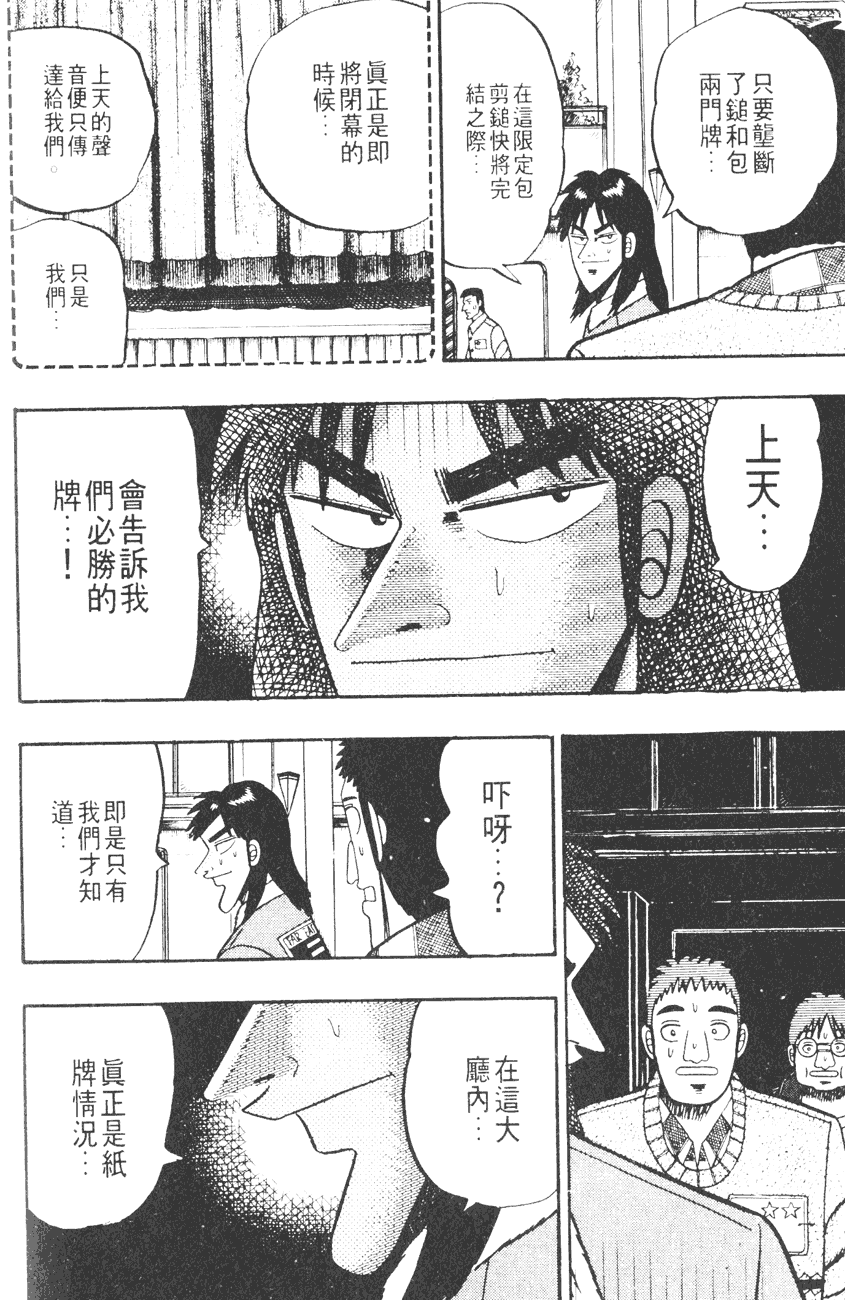 只要壟斷
了鎚和包
兩門牌⋯
在這限定包
剪鎚快將完
結之際⋯
眞正是即
將閉幕的
時候⋯
上天的聲
音便只傳
達給我們。
只是
我們⋯
上天⋯
會告訴我
們必勝的
牌⋯！
吓呀⋯？
即是只有
我們才知
道⋯
在這大
廳內⋯
眞正是紙
牌情況⋯